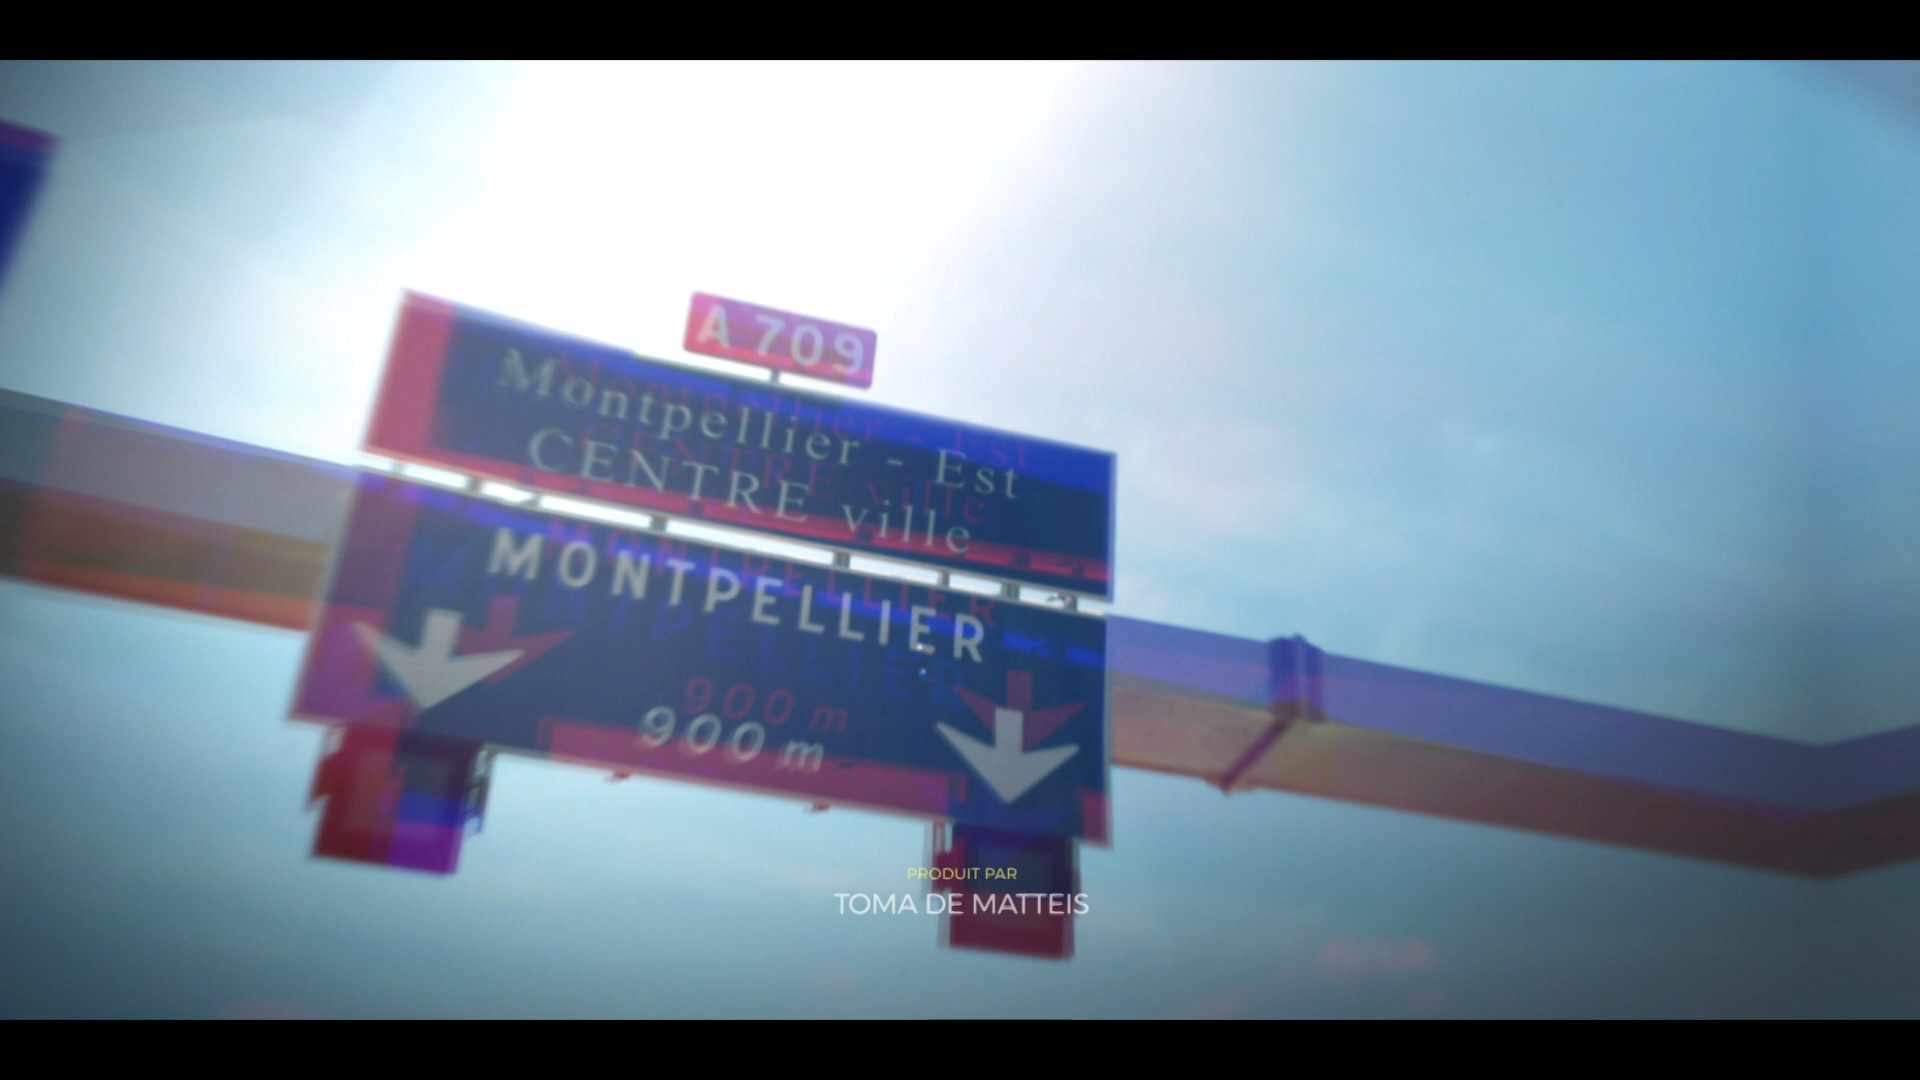 A 709
Montpellier - Est
CENTRE ville
MONTPELLIER
900 m
PRODUIT PAR
TOMA DE MATTEIS